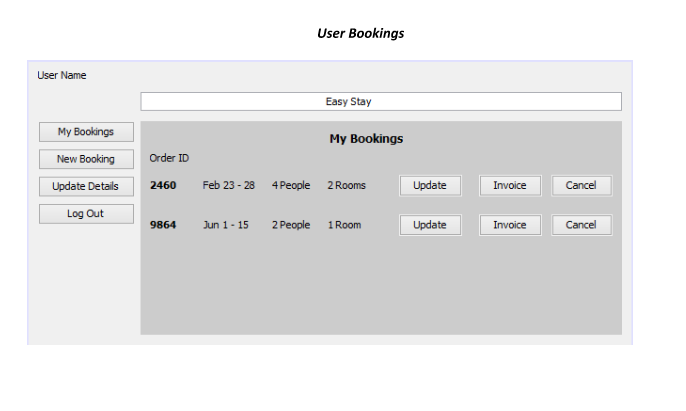 User Bookings
User Name
Easy Stay
My Bookings
New Booking
Update Details
Log Out
My Bookings
Order ID
2460 Feb 23 - 28 4 People 2 Rooms Update Invoice Cancel
9864 Jun 1 - 15 2 People 1 Room Update Invoice Cancel